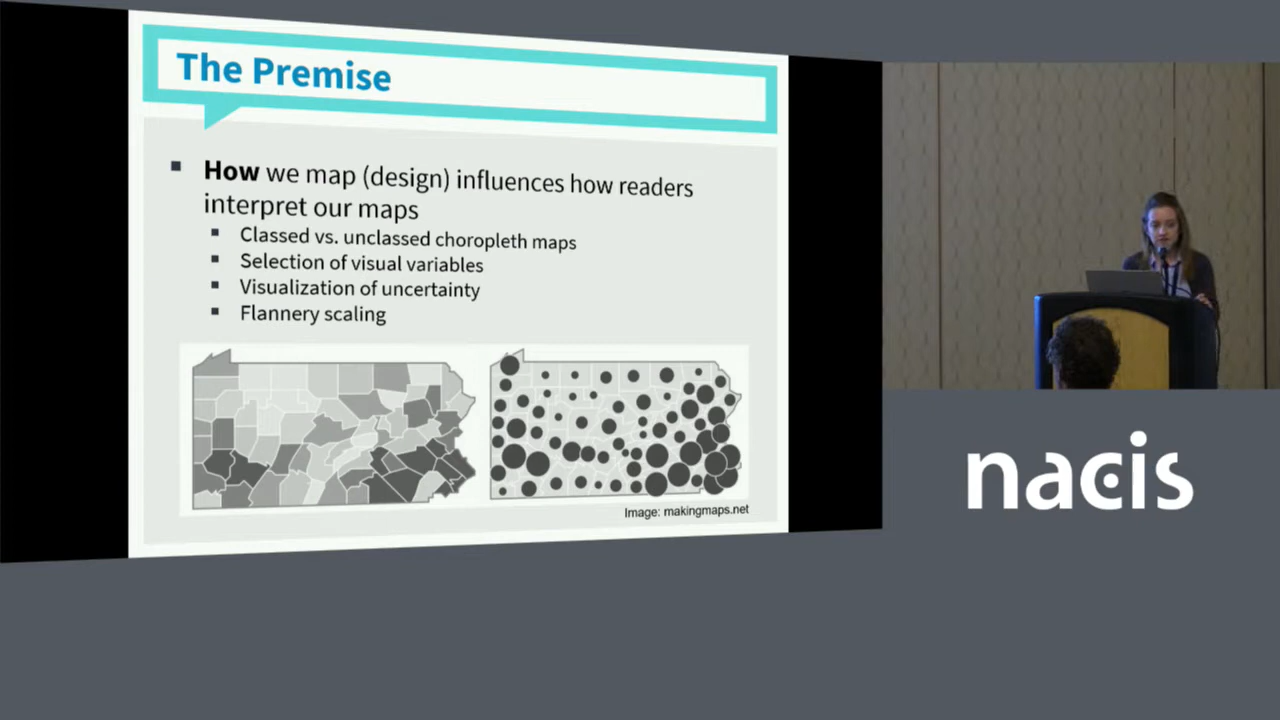 The Premise
How we map (design) influences how readers
interpret our maps
Classed vs. unclassed choropleth maps
Selection of visual variables
Visualization of uncertainty
Flannery scaling
Image: makingmaps.net
nacis